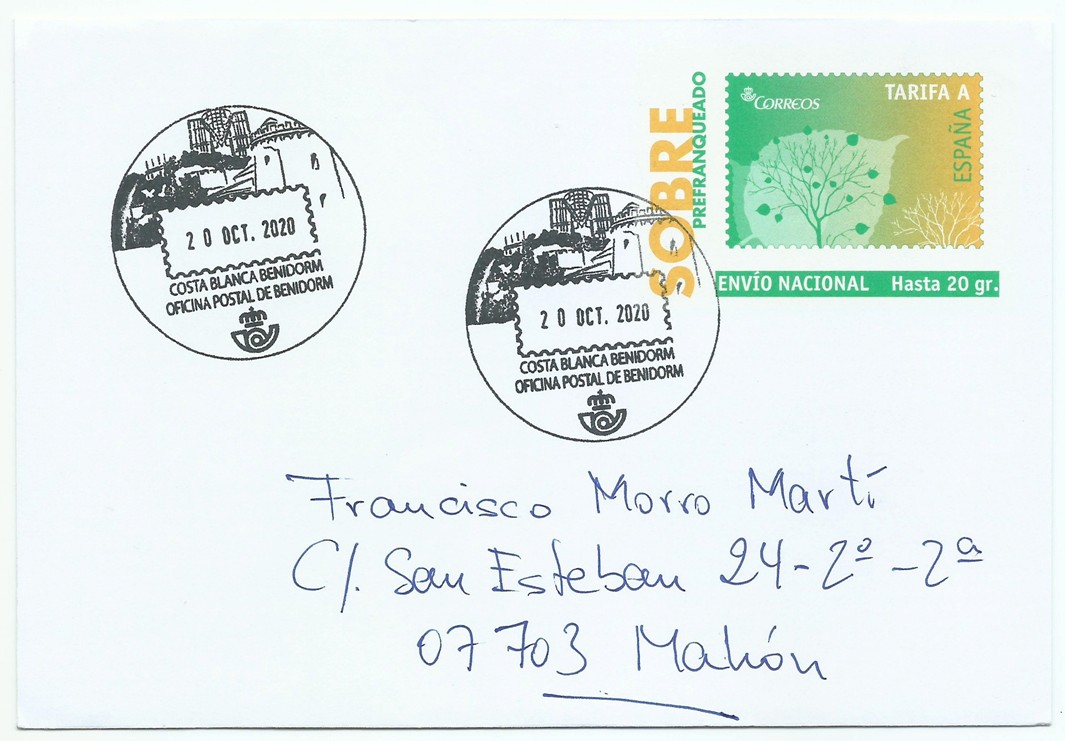 SOBRE
PREFRANQUEADO
CORREOS
TARIFA A
ESPAÑA
ENVÍO NACIONAL Hasta 20 gr.
20 OCT. 2020
COSTA BLANCA BENIDORM
OFICINA POSTAL DE BENIDORM
20 OCT. 2020
COSTA BLANCA BENIDORM
OFICINA POSTAL DE BENIDORM
Francisco Morro Martí
C/. San Esteban 24-2º-2ª
07703 Mahón